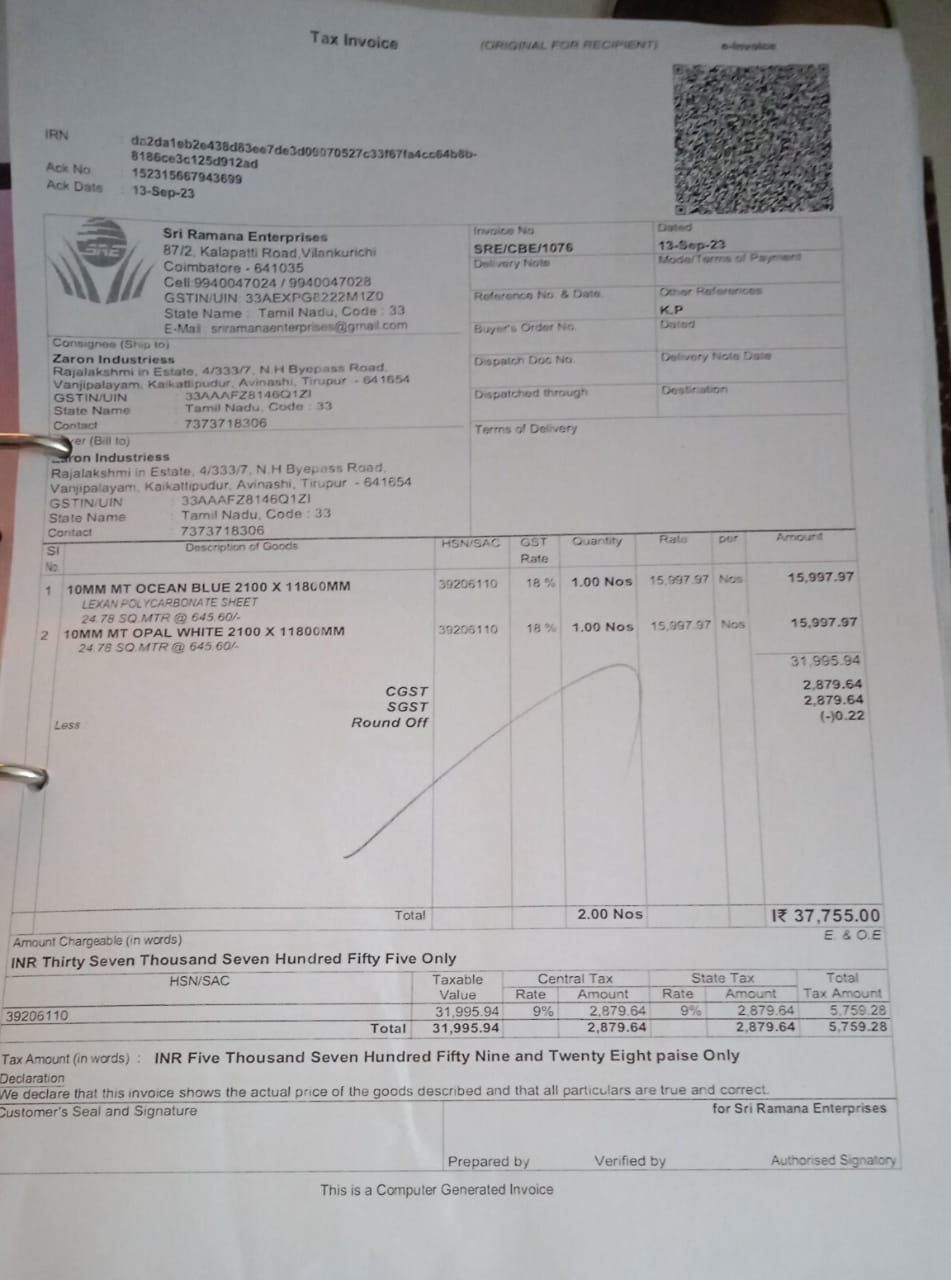 Tax Invoice
(ORIGINAL FOR RECIPIENT)
e-Invoice
IRN :
Ack No. : 152315667943699
Ack Date : 13-Sep-23
SRE
Sri Ramana Enterprises
87/2, Kalapatti Road,Vilankurichi
Coimbatore - 641035
Cell:9940047024 / 9940047028
GSTIN/UIN: 33AEXPG8222M1Z0
State Name : Tamil Nadu, Code : 33
E-Mail : sriramanaenterprises@gmail.com
Invoice No.
SRE/CBE/1076
Dated
13-Sep-23
Delivery Note
Mode/Terms of Payment
Reference No. & Date.
Other References
K.P
Buyer's Order No.
Dated
Dispatch Doc No.
Delivery Note Date
Dispatched through
Destination
Terms of Delivery
Consignee (Ship to)
Zaron Industriess
Rajalakshmi in Estate, 4/333/7, N.H Byepass Road,
Vanjipalayam, Kaikattipudur, Avinashi, Tirupur - 641654
GSTIN/UIN : 33AAAFZ8146Q1ZI
State Name : Tamil Nadu, Code : 33
Contact : 7373718306
(Bill to)
Industriess
Rajalakshmi in Estate, 4/333/7, N.H Byepass Road,
Vanjipalayam, Kaikattipudur, Avinashi, Tirupur - 641654
GSTIN/UIN : 33AAAFZ8146Q1ZI
State Name : Tamil Nadu, Code : 33
Contact : 7373718306
Sl No. Description of Goods HSN/SAC GST Rate Quantity Rate per Amount
1 10MM MT OCEAN BLUE 2100 X 11800MM 39206110 18 % 1.00 Nos 15,997.97 Nos 15,997.97
LEXAN POLYCARBONATE SHEET
24.78 SQ.MTR @ 645.60/-
2 10MM MT OPAL WHITE 2100 X 11800MM 39206110 18 % 1.00 Nos 15,997.97 Nos 15,997.97
24.78 SQ.MTR @ 645.60/-
31,995.94
CGST 2,879.64
SGST 2,879.64
Less : Round Off (-)0.22
Total 2.00 Nos I₹ 37,755.00
Amount Chargeable (in words) E. & O.E
INR Thirty Seven Thousand Seven Hundred Fifty Five Only
HSN/SAC Taxable Value Central Tax State Tax Total Tax Amount
Rate Amount Rate Amount
39206110 31,995.94 9% 2,879.64 9% 2,879.64 5,759.28
Total 31,995.94 2,879.64 2,879.64 5,759.28
Tax Amount (in words) : INR Five Thousand Seven Hundred Fifty Nine and Twenty Eight paise Only
Declaration
We declare that this invoice shows the actual price of the goods described and that all particulars are true and correct.
Customer's Seal and Signature
for Sri Ramana Enterprises
Prepared by Verified by Authorised Signatory
This is a Computer Generated Invoice